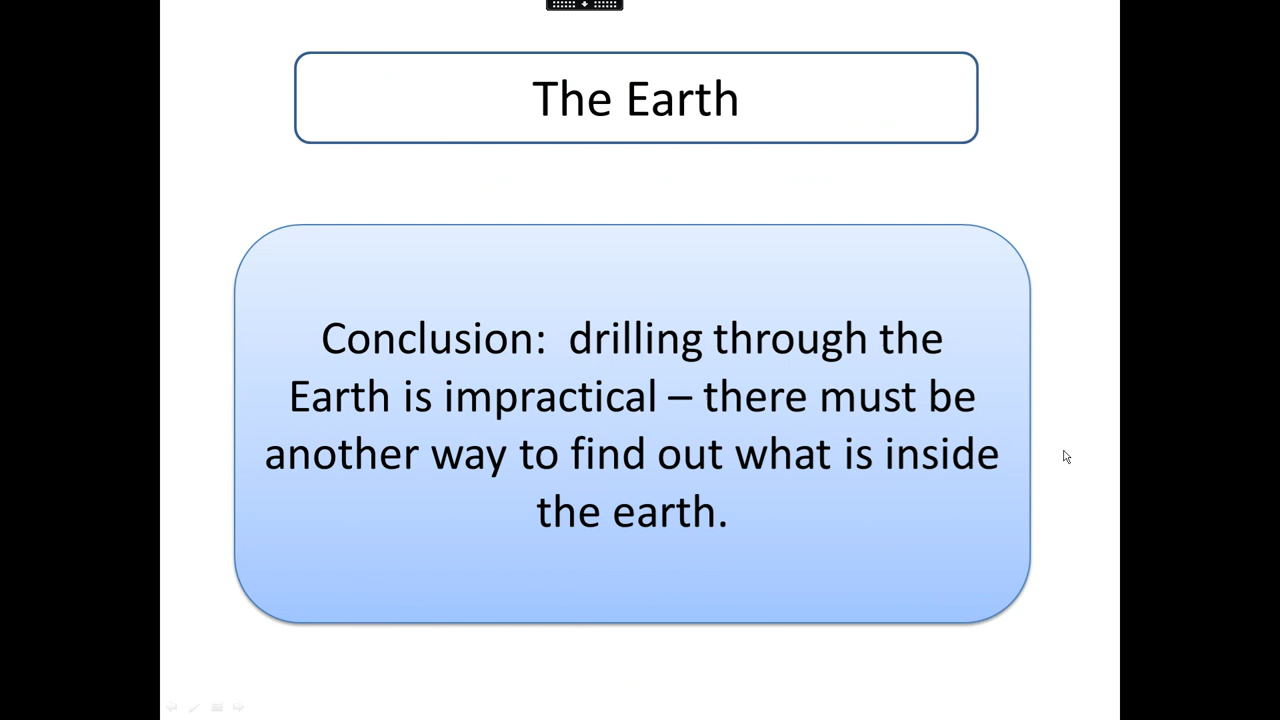 The Earth
Conclusion:  drilling through the
Earth is impractical – there must be
another way to find out what is inside
the earth.